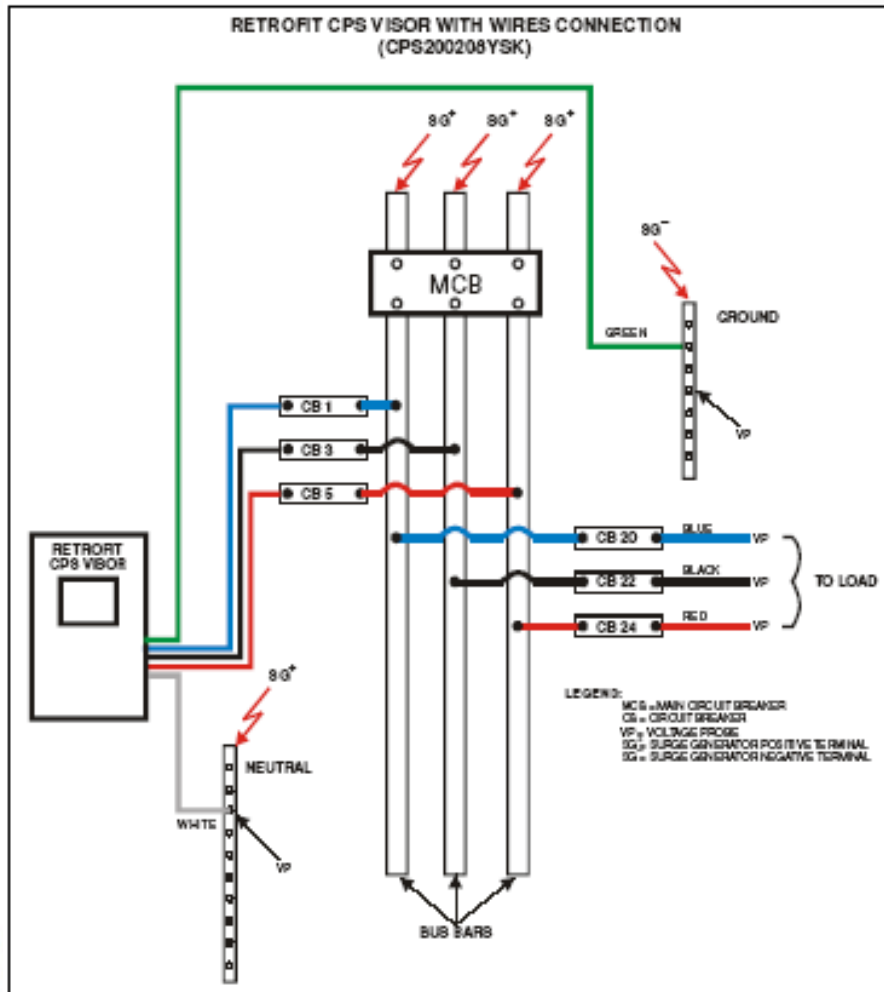 RETROFIT CPS VISOR WITH WIRES CONNECTION
(CPS200208YSK)
SG+
SG+
SG+
SG−
MCB
GROUND
GREEN
VP
CB 1
CB 3
CB 5
BLUE
CB 20
VP
BLACK
CB 22
VP
TO LOAD
RED
CB 24
VP
RETROFIT
CPS VISOR
SG+
NEUTRAL
WHITE
VP
BUS BARS
LEGEND:
MCB = MAIN CIRCUIT BREAKER
CB = CIRCUIT BREAKER
VP = VOLTAGE PROBE
SG+ = SURGE GENERATOR POSITIVE TERMINAL
SG− = SURGE GENERATOR NEGATIVE TERMINAL